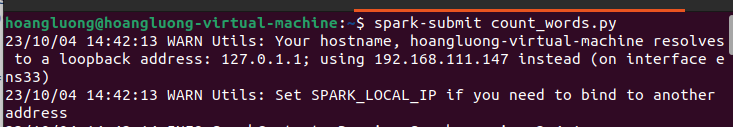 hoangluong@hoangluong-virtual-machine:~$ spark-submit count_words.py
23/10/04 14:42:13 WARN Utils: Your hostname, hoangluong-virtual-machine resolves
 to a loopback address: 127.0.1.1; using 192.168.111.147 instead (on interface e
ns33)
23/10/04 14:42:13 WARN Utils: Set SPARK_LOCAL_IP if you need to bind to another
address